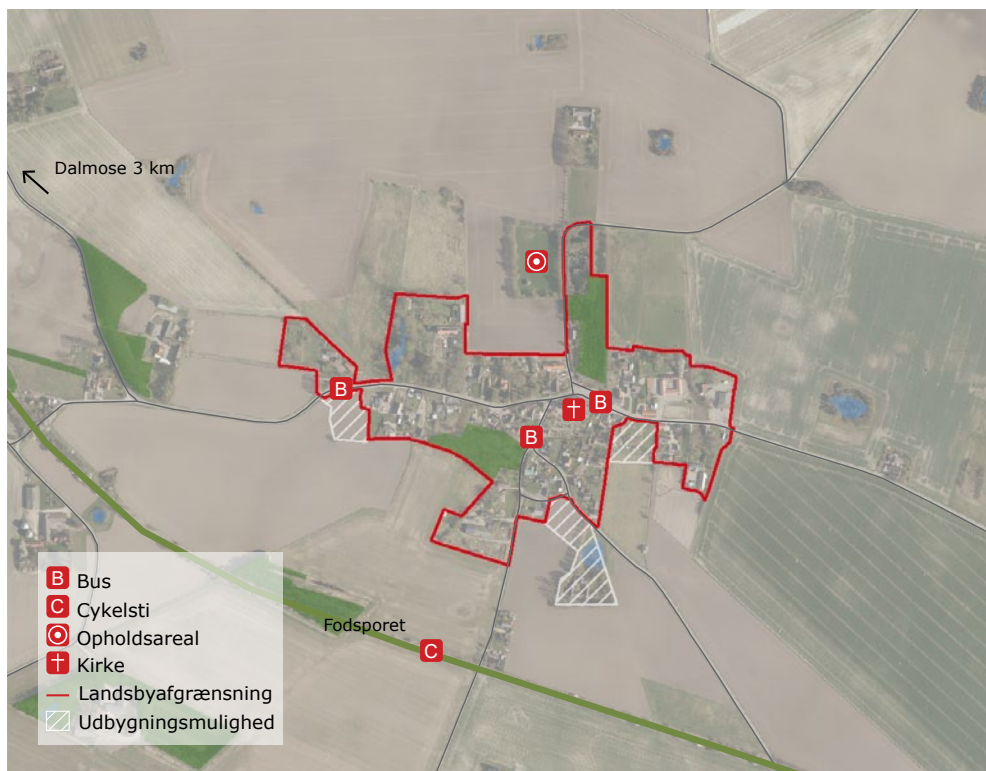 Dalmose 3 km
B
B
B
Fodsporet
C
B Bus
C Cykelsti
Opholdsareal
Kirke
Landsbyafgrænsning
Udbygningsmulighed